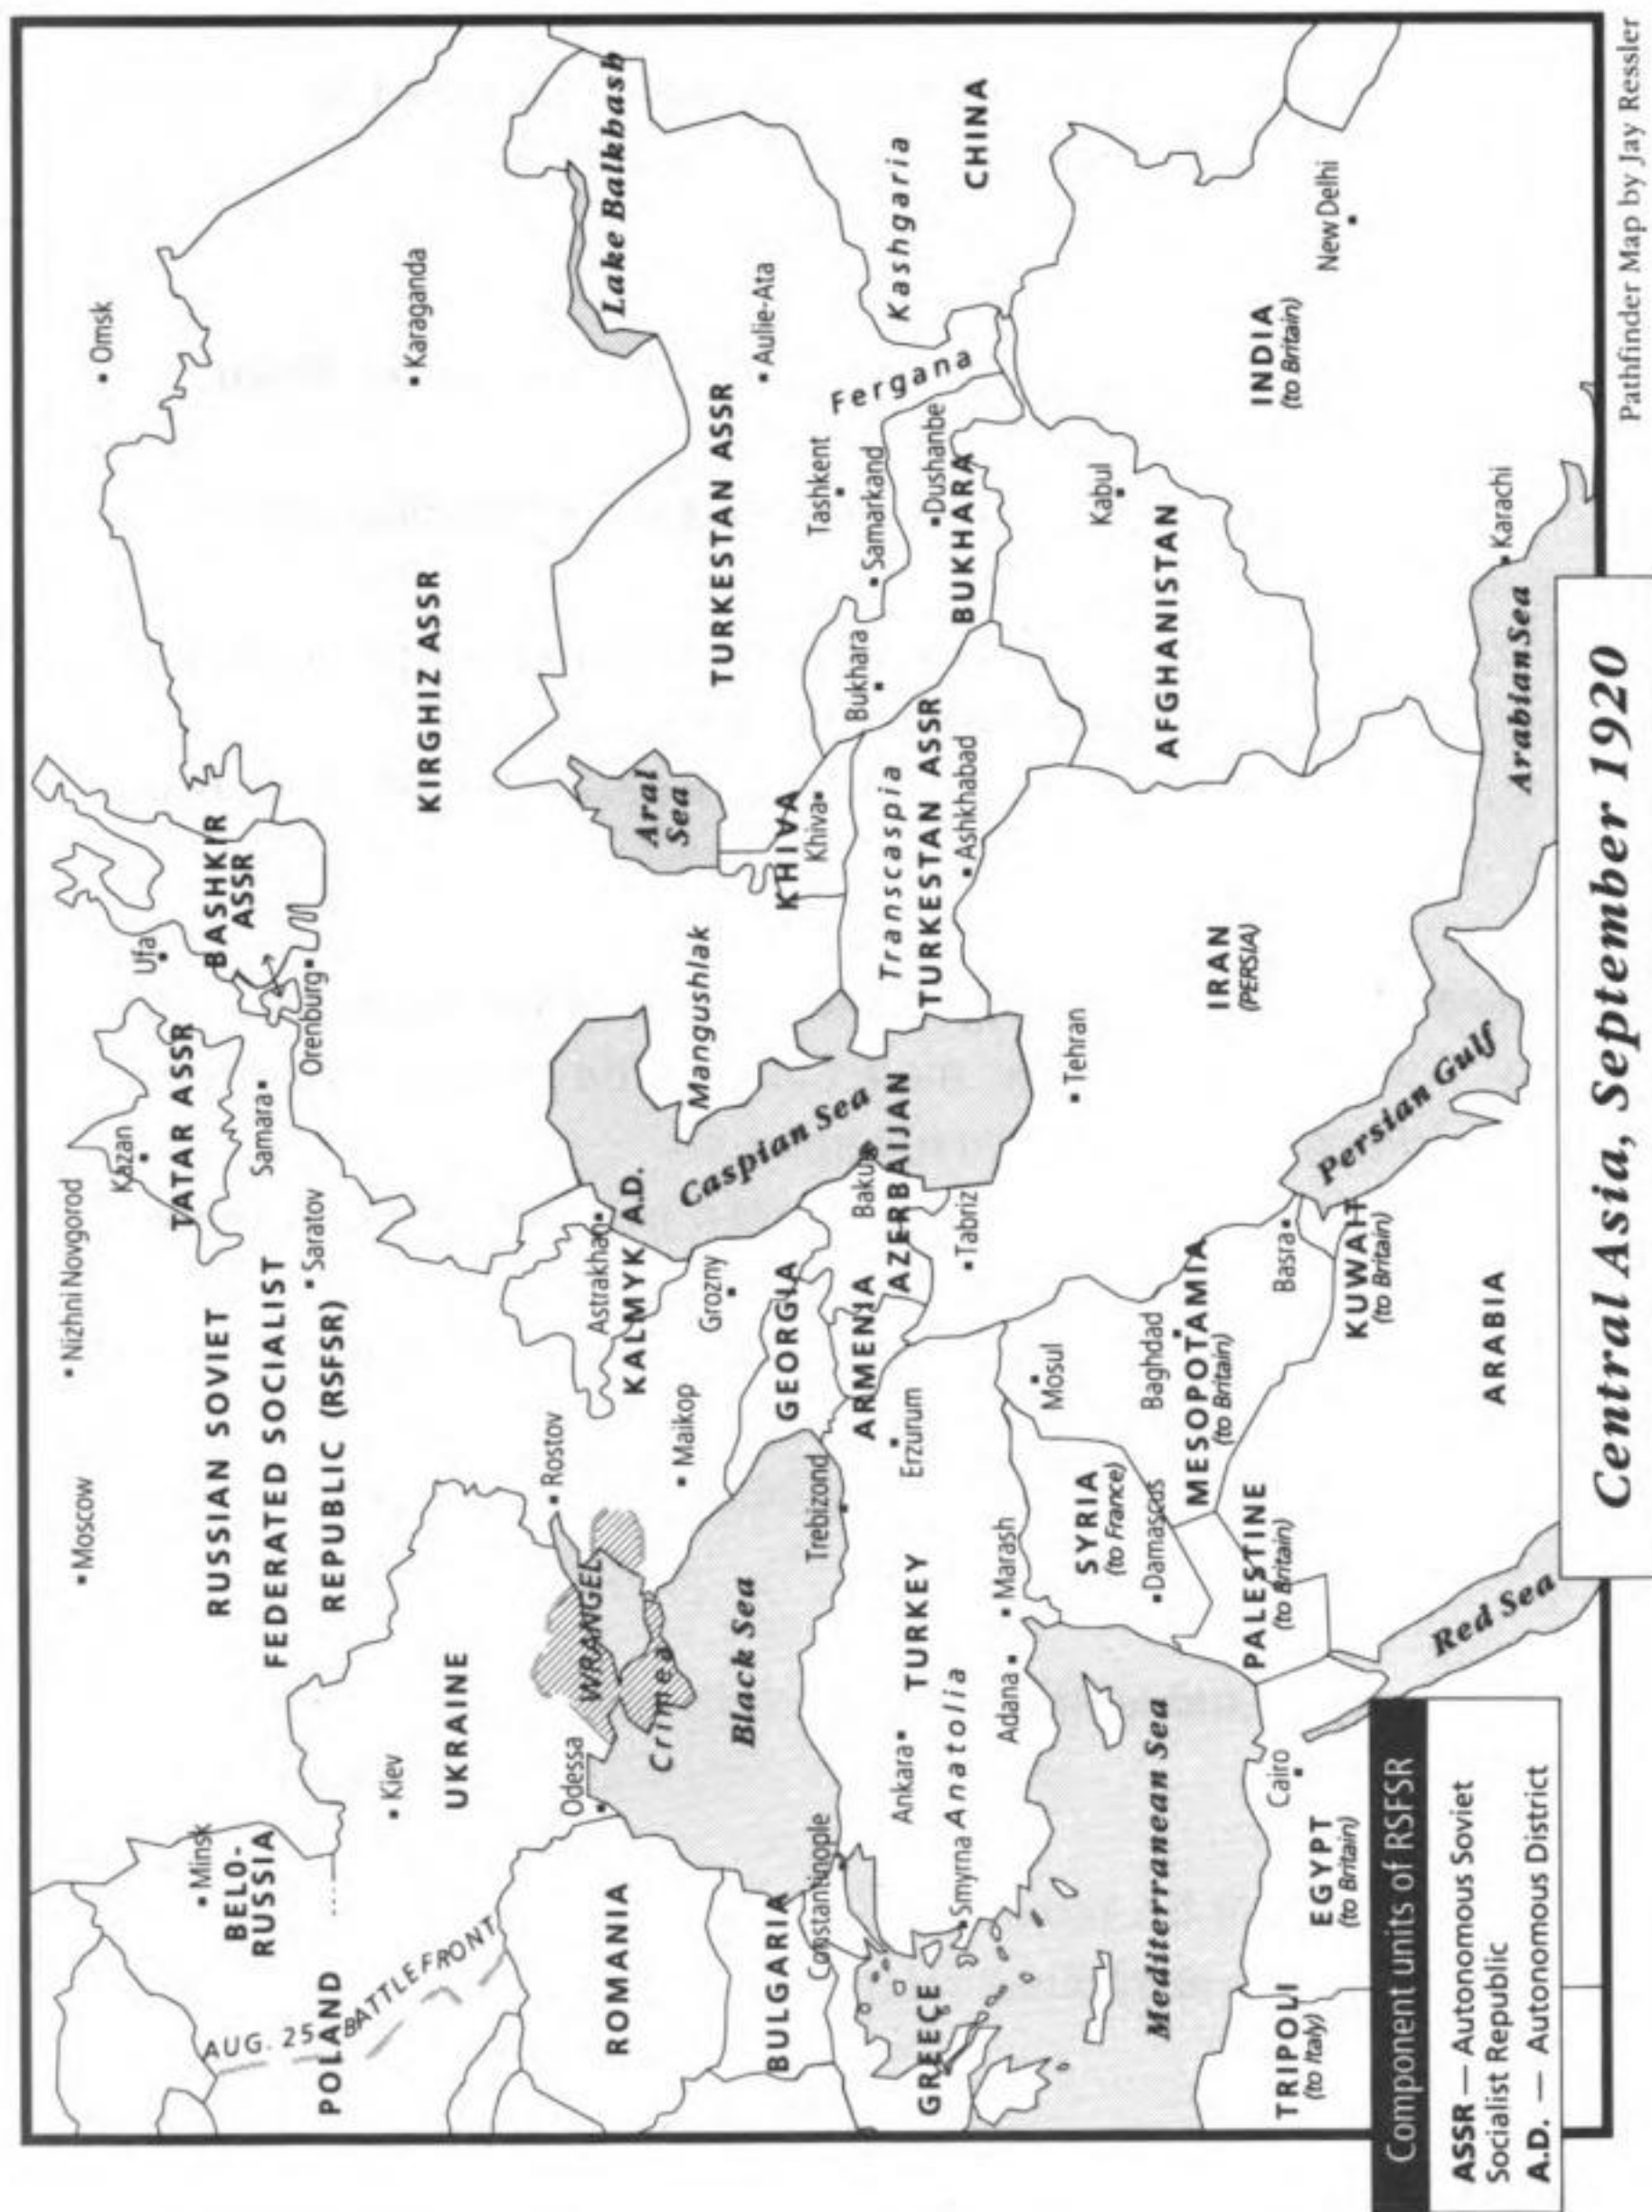 Moscow
Nizhni Novgorod
Omsk
Kazan
Ufa
TATAR ASSR
BASHKIR
ASSR
Minsk
BELO-
RUSSIA
RUSSIAN SOVIET
FEDERATED SOCIALIST
REPUBLIC (RSFSR)
Samara
Saratov
Orenburg
AUG. 25 BATTLEFRONT
POLAND
Kiev
UKRAINE
KIRGHIZ ASSR
Karaganda
Odessa
WRANGEL
Rostov
Crimea
Astrakhan
KALMYK A.D.
ROMANIA
Maikop
Grozny
Mangushlak
Aral
Sea
Lake Balkhash
TURKESTAN ASSR
Aulie-Ata
Black Sea
Caspian Sea
GEORGIA
KHIVA
Khiva
Tashkent
BULGARIA
Constantinople
Trebizond
ARMENIA
Baku
AZERBAIJAN
Bukhara
Samarkand
Fergana
Kashgaria
Transcaspia
TURKESTAN ASSR
Ashkhabad
Dushanbe
BUKHARA
CHINA
GREECE
Smyrna
Ankara
Anatolia
TURKEY
Erzurum
Tabriz
Adana
Marash
Mosul
Tehran
Kabul
SYRIA
(to France)
Damascus
Baghdad
MESOPOTAMIA
(to Britain)
Mediterranean Sea
AFGHANISTAN
IRAN
(PERSIA)
INDIA
(to Britain)
New Delhi
PALESTINE
(to Britain)
Basra
KUWAIT
(to Britain)
Persian Gulf
TRIPOLI
(to Italy)
EGYPT
(to Britain)
Cairo
Red Sea
ARABIA
Arabian Sea
Karachi
Component units of RSFSR
ASSR — Autonomous Soviet
Socialist Republic
A.D. — Autonomous District
Central Asia, September 1920
Pathfinder Map by Jay Ressler